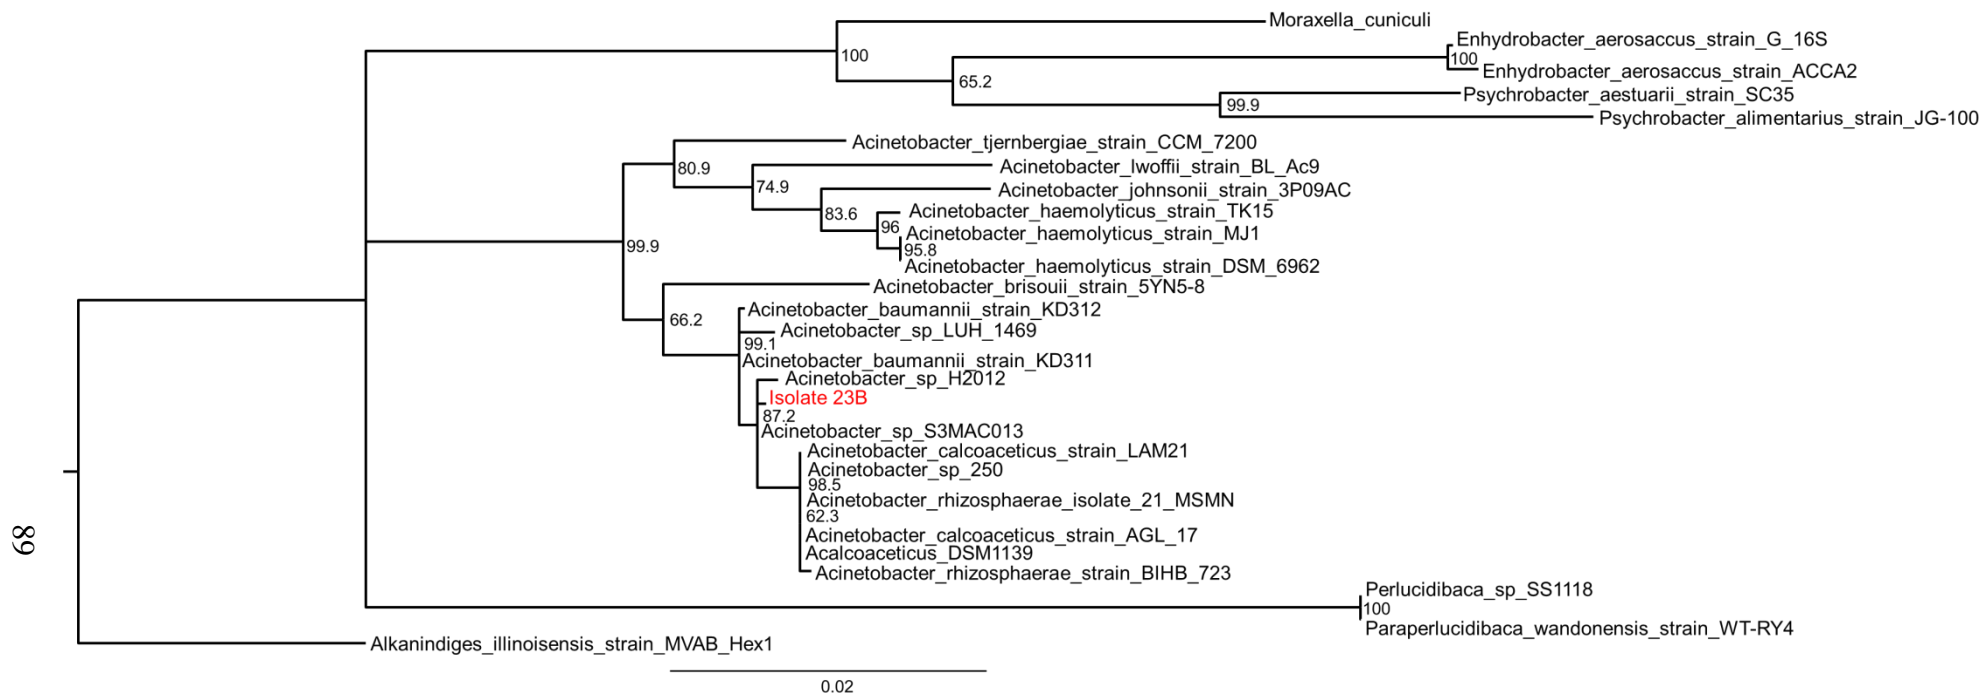 Moraxella_cuniculi
Enhydrobacter_aerosaccus_strain_G_16S
100
100
Enhydrobacter_aerosaccus_strain_ACCA2
65.2
Psychrobacter_aestuarii_strain_SC35
99.9
Psychrobacter_alimentarius_strain_JG-100
Acinetobacter_tjernbergiae_strain_CCM_7200
80.9
Acinetobacter_lwoffii_strain_BL_Ac9
74.9
Acinetobacter_johnsonii_strain_3P09AC
83.6
Acinetobacter_haemolyticus_strain_TK15
96
Acinetobacter_haemolyticus_strain_MJ1
99.9
95.8
Acinetobacter_haemolyticus_strain_DSM_6962
Acinetobacter_brisouii_strain_5YN5-8
Acinetobacter_baumannii_strain_KD312
66.2
Acinetobacter_sp_LUH_1469
99.1
Acinetobacter_baumannii_strain_KD311
Acinetobacter_sp_H2012
Isolate 23B
87.2
Acinetobacter_sp_S3MAC013
Acinetobacter_calcoaceticus_strain_LAM21
Acinetobacter_sp_250
98.5
Acinetobacter_rhizosphaerae_isolate_21_MSMN
62.3
Acinetobacter_calcoaceticus_strain_AGL_17
Acalcoaceticus_DSM1139
Acinetobacter_rhizosphaerae_strain_BIHB_723
Perlucidibaca_sp_SS1118
100
Paraperlucidibaca_wandonensis_strain_WT-RY4
Alkanindiges_illinoisensis_strain_MVAB_Hex1
0.02
89